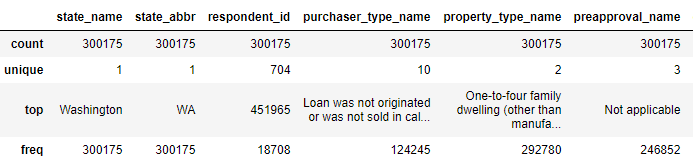 state_name state_abbr respondent_id purchaser_type_name property_type_name preapproval_name
count 300175 300175 300175 300175 300175 300175
unique 1 1 704 10 2 3
top Washington WA 451965 Loan was not originated or was not sold in cal... One-to-four family dwelling (other than manufa... Not applicable
freq 300175 300175 18708 124245 292780 246852